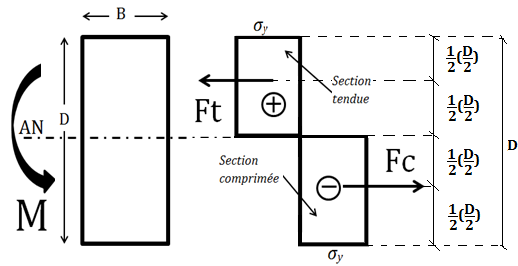 B
D
AN
M
σy
Section
tendue
Ft
Section
comprimée
Fc
σy
½(D/2)
½(D/2)
½(D/2)
½(D/2)
D